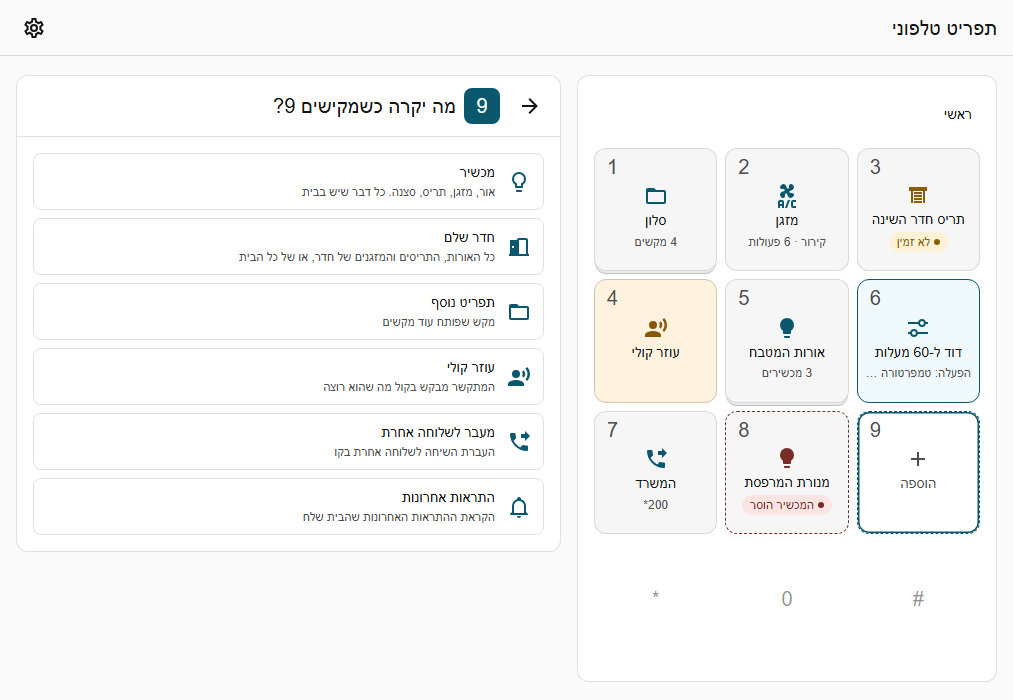 תפריט טלפוני
ראשי
1
סלון
4 מקשים
2
A/C
מזגן
קירור · 6 פעולות
3
תריס חדר השינה
לא זמין
4
עוזר קולי
5
אורות המטבח
3 מכשירים
6
דוד ל-60 מעלות
הפעלה: טמפרטורה ...
7
המשרד
*200
8
מנורת המרפסת
המכשיר הוסר
9
הוספה
*
0
#
9 מה יקרה כשמקישים 9?
מכשיר
אור, מזגן, תריס, סצנה. כל דבר שיש בבית
חדר שלם
כל האורות, התריסים והמזגנים של חדר, או של כל הבית
תפריט נוסף
מקש שפותח עוד מקשים
עוזר קולי
המתקשר מבקש בקול מה שהוא רוצה
מעבר לשלוחה אחרת
העברת השיחה לשלוחה אחרת בקו
התראות אחרונות
הקראת ההתראות האחרונות שהבית שלח